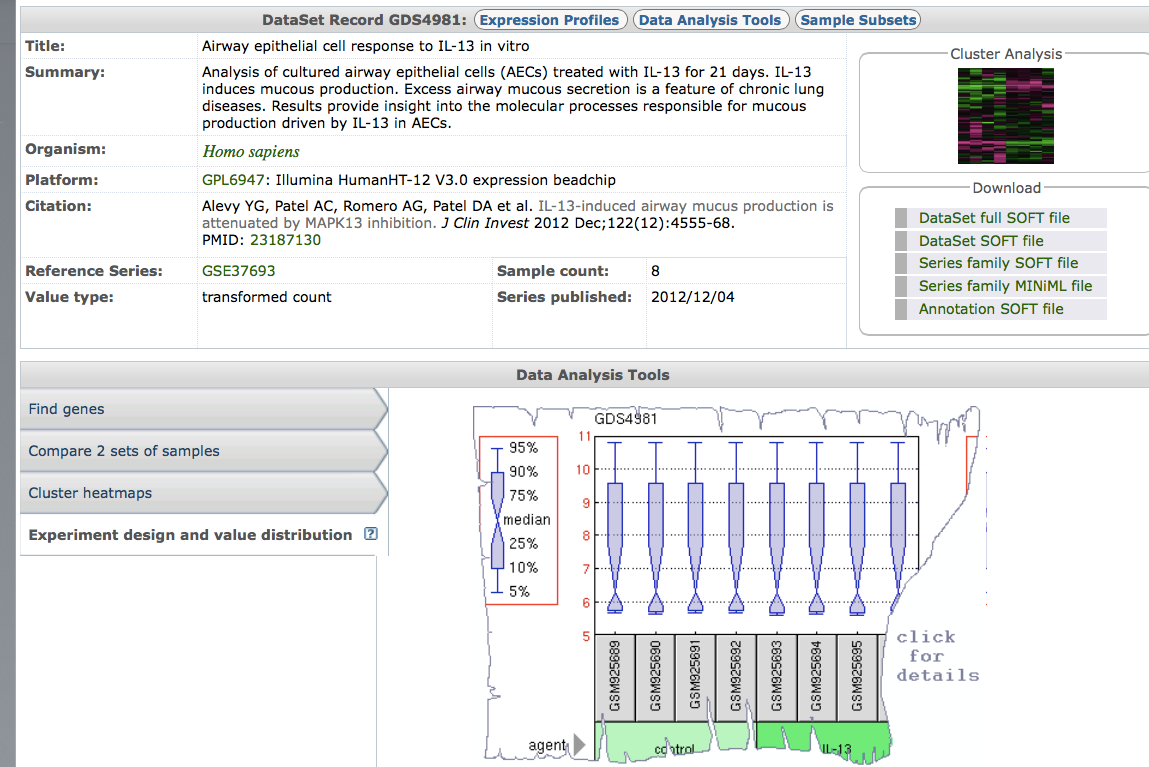 DataSet Record GDS4981: Expression Profiles Data Analysis Tools Sample Subsets
Title: Airway epithelial cell response to IL-13 in vitro
Summary: Analysis of cultured airway epithelial cells (AECs) treated with IL-13 for 21 days. IL-13
induces mucous production. Excess airway mucous secretion is a feature of chronic lung
diseases. Results provide insight into the molecular processes responsible for mucous
production driven by IL-13 in AECs.
Organism: Homo sapiens
Platform: GPL6947: Illumina HumanHT-12 V3.0 expression beadchip
Citation: Alevy YG, Patel AC, Romero AG, Patel DA et al. IL-13-induced airway mucus production is
attenuated by MAPK13 inhibition. J Clin Invest 2012 Dec;122(12):4555-68.
PMID: 23187130
Reference Series: GSE37693 Sample count: 8
Value type: transformed count Series published: 2012/12/04
Cluster Analysis
Download
DataSet full SOFT file
DataSet SOFT file
Series family SOFT file
Series family MINiML file
Annotation SOFT file
Data Analysis Tools
Find genes
Compare 2 sets of samples
Cluster heatmaps
Experiment design and value distribution ?
GDS4981
95%
90%
75%
median
25%
10%
5%
11
10
9
8
7
6
5
GSM925689
GSM925690
GSM925691
GSM925692
GSM925693
GSM925694
GSM925695
click
for
details
agent control IL-13